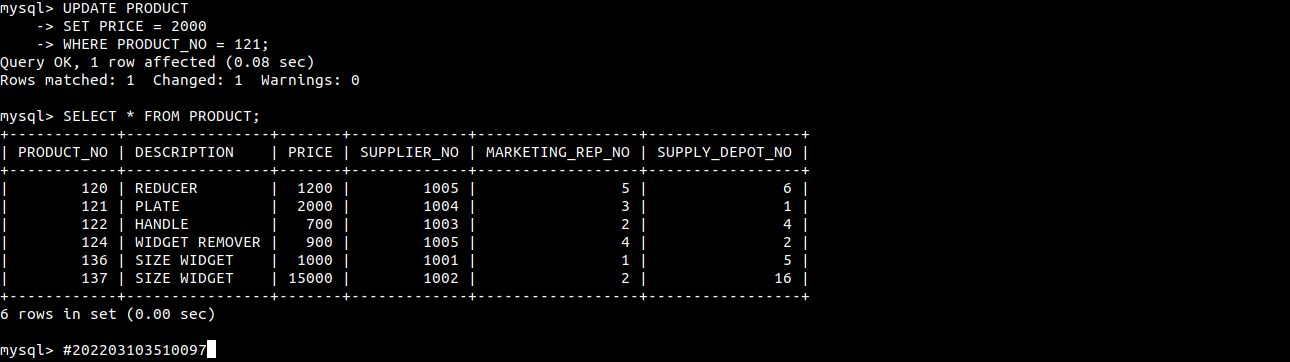 mysql> UPDATE PRODUCT
    -> SET PRICE = 2000
    -> WHERE PRODUCT_NO = 121;
Query OK, 1 row affected (0.08 sec)
Rows matched: 1  Changed: 1  Warnings: 0

mysql> SELECT * FROM PRODUCT;
+------------+----------------+-------+-------------+------------------+-----------------+
| PRODUCT_NO | DESCRIPTION    | PRICE | SUPPLIER_NO | MARKETING_REP_NO | SUPPLY_DEPOT_NO |
+------------+----------------+-------+-------------+------------------+-----------------+
|        120 | REDUCER        |  1200 |        1005 |                5 |               6 |
|        121 | PLATE          |  2000 |        1004 |                3 |               1 |
|        122 | HANDLE         |   700 |        1003 |                2 |               4 |
|        124 | WIDGET REMOVER |   900 |        1005 |                4 |               2 |
|        136 | SIZE WIDGET    |  1000 |        1001 |                1 |               5 |
|        137 | SIZE WIDGET    | 15000 |        1002 |                2 |              16 |
+------------+----------------+-------+-------------+------------------+-----------------+
6 rows in set (0.00 sec)

mysql> #202203103510097